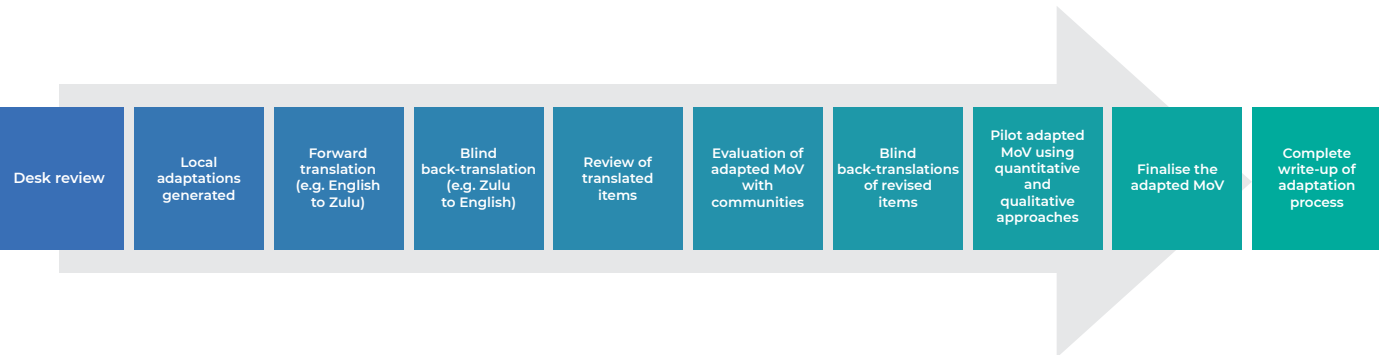 Desk review
Local
adaptations
generated
Forward
translation
(e.g. English
to Zulu)
Blind
back-translation
(e.g. Zulu
to English)
Review of
translated
items
Evaluation of
adapted MoV
with
communities
Blind
back-translations
of revised
items
Pilot adapted
MoV using
quantitative
and
qualitative
approaches
Finalise the
adapted MoV
Complete
write-up of
adaptation
process